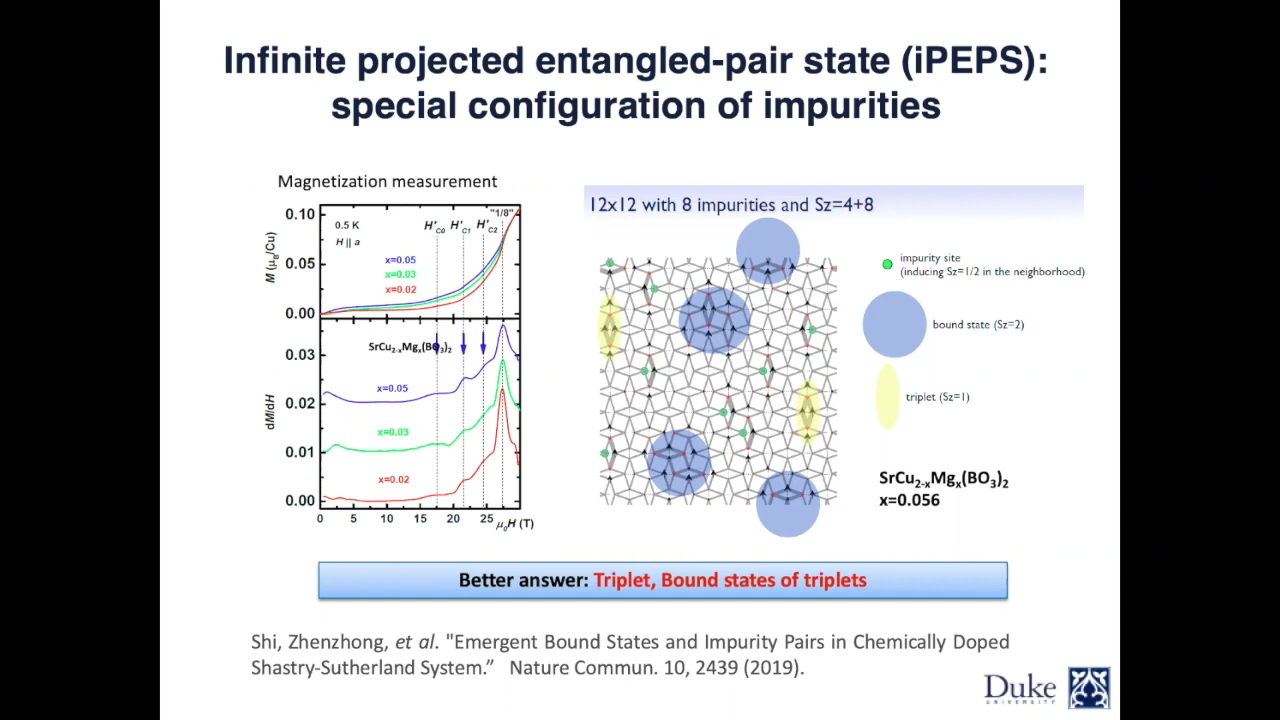 Infinite projected entangled-pair state (iPEPS):
special configuration of impurities
Magnetization measurement
M (μB/Cu)
0.10
0.05
0.00
0.5 K
H || a
H'C0 H'C1 H'C2 "1/8"
x=0.05
x=0.03
x=0.02
dM/dH
0.03
0.02
0.01
0.00
SrCu2-xMgx(BO3)2
x=0.05
x=0.03
x=0.02
0 5 10 15 20 25 μ0H (T)
12x12 with 8 impurities and Sz=4+8
impurity site
(inducing Sz=1/2 in the neighborhood)
bound state (Sz=2)
triplet (Sz=1)
SrCu2-xMgx(BO3)2
x=0.056
Better answer: Triplet, Bound states of triplets
Shi, Zhenzhong, et al. "Emergent Bound States and Impurity Pairs in Chemically Doped
Shastry-Sutherland System.” Nature Commun. 10, 2439 (2019).
Duke
UNIVERSITY